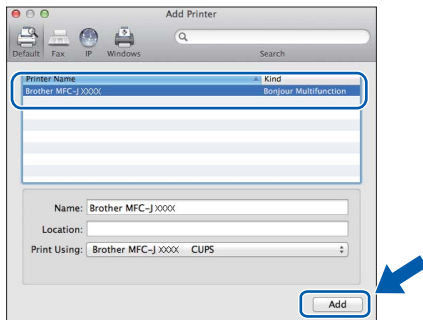 Add Printer
Default Fax IP Windows Search
Printer Name Kind
Brother MFC-J XXXX Bonjour Multifunction
Name: Brother MFC-J XXXX
Location:
Print Using: Brother MFC-J XXXX CUPS
Add